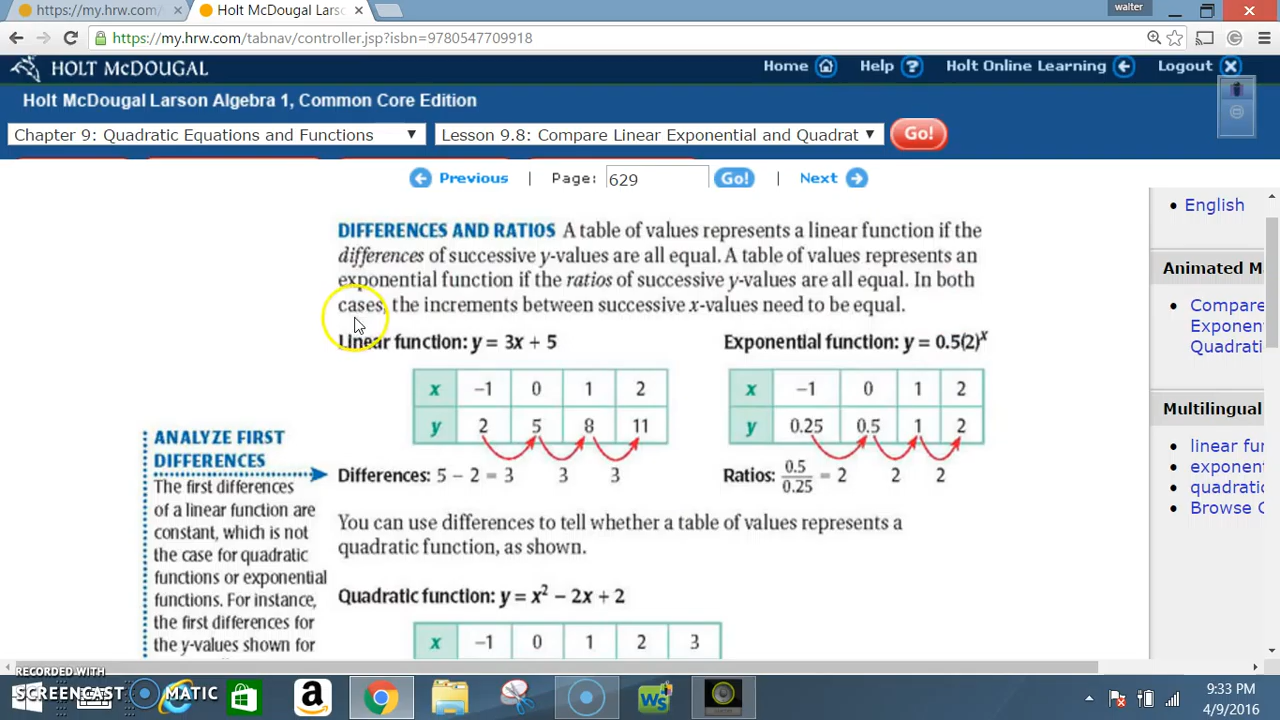 https://my.hrw.com/tabnav/ ×
Holt McDougal Lars ×
walter
https://my.hrw.com/tabnav/controller.jsp?isbn=9780547709918
HOLT McDOUGAL
Home
Help ?
Holt Online Learning
Logout
Holt McDougal Larson Algebra 1, Common Core Edition
Chapter 9: Quadratic Equations and Functions
Lesson 9.8: Compare Linear Exponential and Quadrat
Go!
Previous | Page: 629 Go! | Next
English
Animated M
Compare
Exponen
Quadrati
Multilingual
linear fur
exponent
quadratic
Browse C
DIFFERENCES AND RATIOS A table of values represents a linear function if the
differences of successive y-values are all equal. A table of values represents an
exponential function if the ratios of successive y-values are all equal. In both
cases, the increments between successive x-values need to be equal.
Linear function: y = 3x + 5
x −1 0 1 2
y 2 5 8 11
Differences: 5 − 2 = 3 3 3
Exponential function: y = 0.5(2)^x
x −1 0 1 2
y 0.25 0.5 1 2
Ratios: 0.5/0.25 = 2 2 2
ANALYZE FIRST
DIFFERENCES
The first differences
of a linear function are
constant, which is not
the case for quadratic
functions or exponential
functions. For instance,
the first differences for
the y-values shown for
You can use differences to tell whether a table of values represents a
quadratic function, as shown.
Quadratic function: y = x² − 2x + 2
x −1 0 1 2 3
RECORDED WITH
SCREENCAST MATIC
9:33 PM
4/9/2016